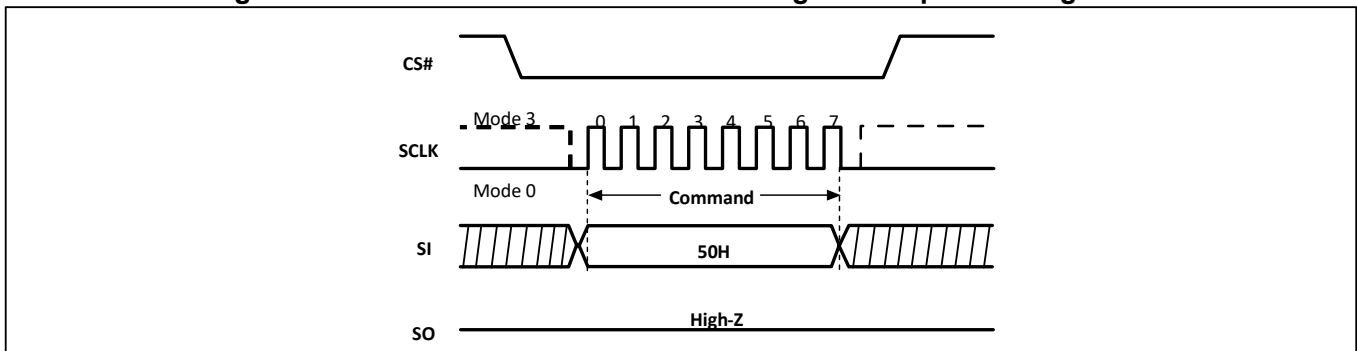 CS#
Mode 3
0 1 2 3 4 5 6 7
SCLK
Mode 0
Command
SI
50H
High-Z
SO